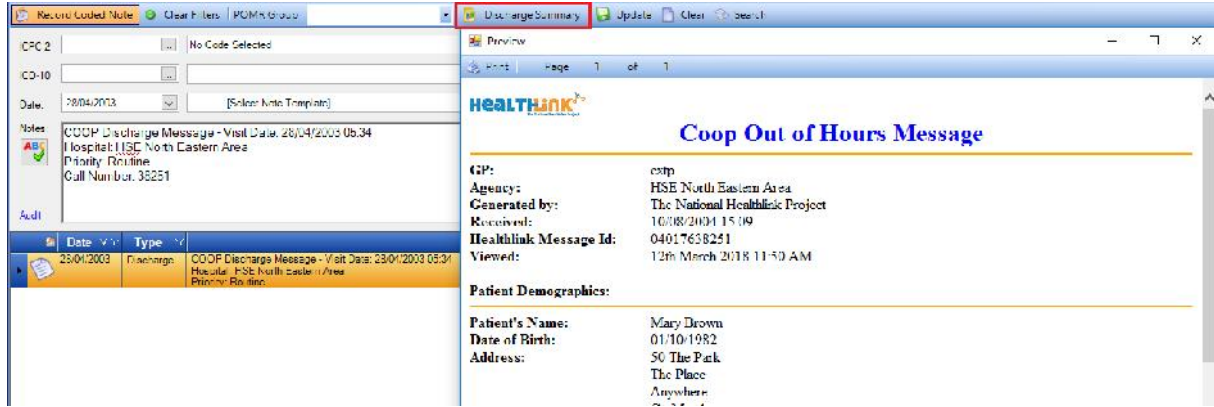 Record Coded Note Clear Filters POMR Group
ICPC 2 ... No Code Selected
ICD-10 ...
Date: 28/04/2003 [Select Note Template]
Notes
COOP Discharge Message - Visit Date: 28/04/2003 05:34
Hospital: HSE North Eastern Area
Priority: Routine
Call Number: 38251
ABC
Audit
Date Type
28/04/2003 Discharge COOP Discharge Message - Visit Date: 28/04/2003 05:34
Hospital: HSE North Eastern Area
Priority: Routine
Discharge Summary Update Clear Search
Preview
Print Page 1 of 1
HEALTHLINK
Coop Out of Hours Message
GP:
Agency: HSE North Eastern Area
Generated by: The National Healthlink Project
Received: 10/08/2004 15:09
Healthlink Message Id: 04017638251
Viewed: 12th March 2018 11:50 AM
Patient Demographics:
Patient's Name: Mary Brown
Date of Birth: 01/10/1982
Address: 50 The Park
The Place
Anywhere